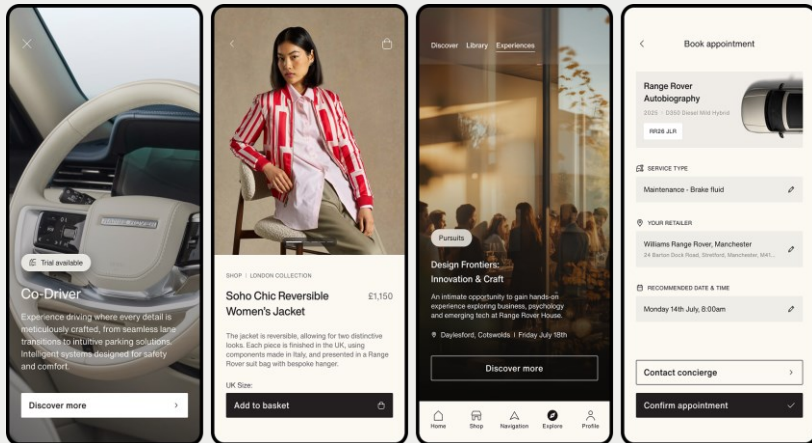 Trial available
Co-Driver
Experience driving where every detail is
meticulously crafted, from seamless lane
transitions to intuitive parking solutions.
Intelligent systems designed for safety
and comfort.
Discover more
SHOP | LONDON COLLECTION
Soho Chic Reversible
Women's Jacket
£1,150
The jacket is reversible, allowing for two distinctive
looks. Each piece is finished in the UK, using
components made in Italy, and presented in a Range
Rover suit bag with bespoke hanger.
UK Size:
Add to basket
Discover Library Experiences
Pursuits
Design Frontiers:
Innovation & Craft
An intimate opportunity to gain hands-on
experience exploring business, psychology
and emerging tech at Range Rover House.
Daylesford, Cotswolds | Friday July 18th
Discover more
Home Shop Navigation Explore Profile
Book appointment
Range Rover
Autobiography
2025 • D350 Diesel Mild Hybrid
RR26 JLR
SERVICE TYPE
Maintenance - Brake fluid
YOUR RETAILER
Williams Range Rover, Manchester
24 Barton Dock Road, Stretford, Manchester, M41...
RECOMMENDED DATE & TIME
Monday 14th July, 8:00am
Contact concierge
Confirm appointment